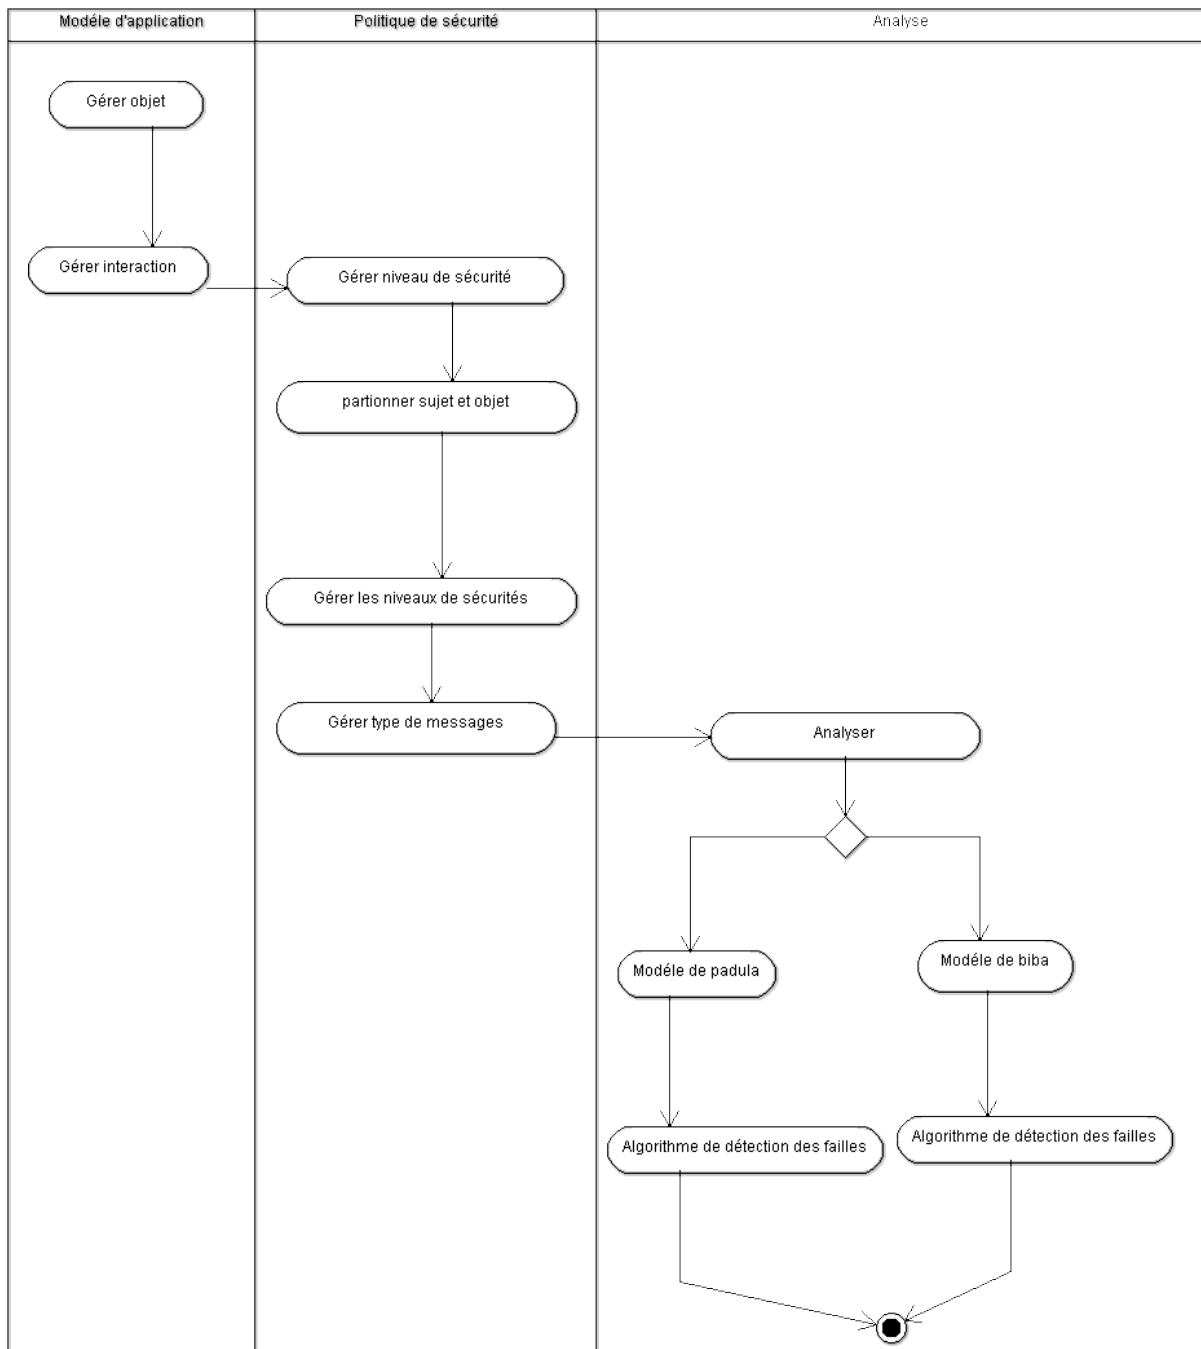 Modéle d'application
Politique de sécurité
Analyse
Gérer objet
Gérer interaction
Gérer niveau de sécurité
partionner sujet et objet
Gérer les niveaux de sécurités
Gérer type de messages
Analyser
Modéle de padula
Modéle de biba
Algorithme de détection des failles
Algorithme de détection des failles